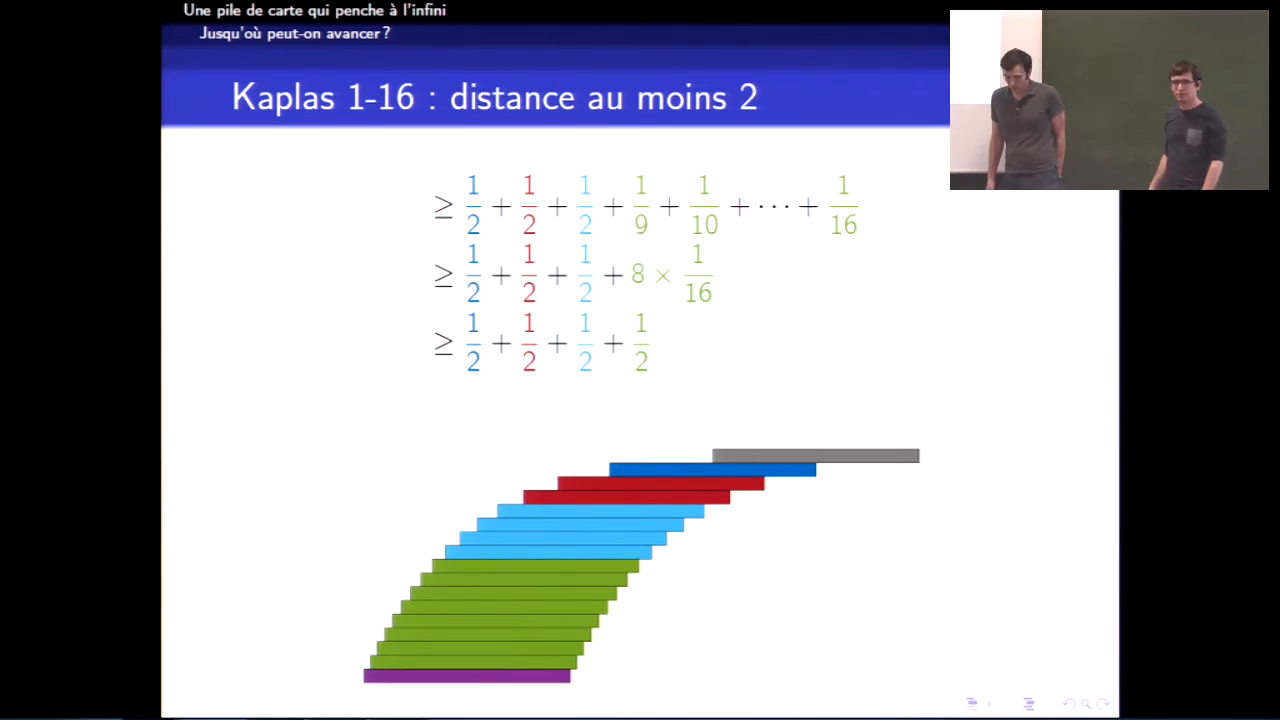 Une pile de carte qui penche à l'infini
Jusqu'où peut-on avancer ?
Kaplas 1-16 : distance au moins 2
≥ 1/2 + 1/2 + 1/2 + 1/9 + 1/10 + ··· + 1/16
≥ 1/2 + 1/2 + 1/2 + 8 × 1/16
≥ 1/2 + 1/2 + 1/2 + 1/2